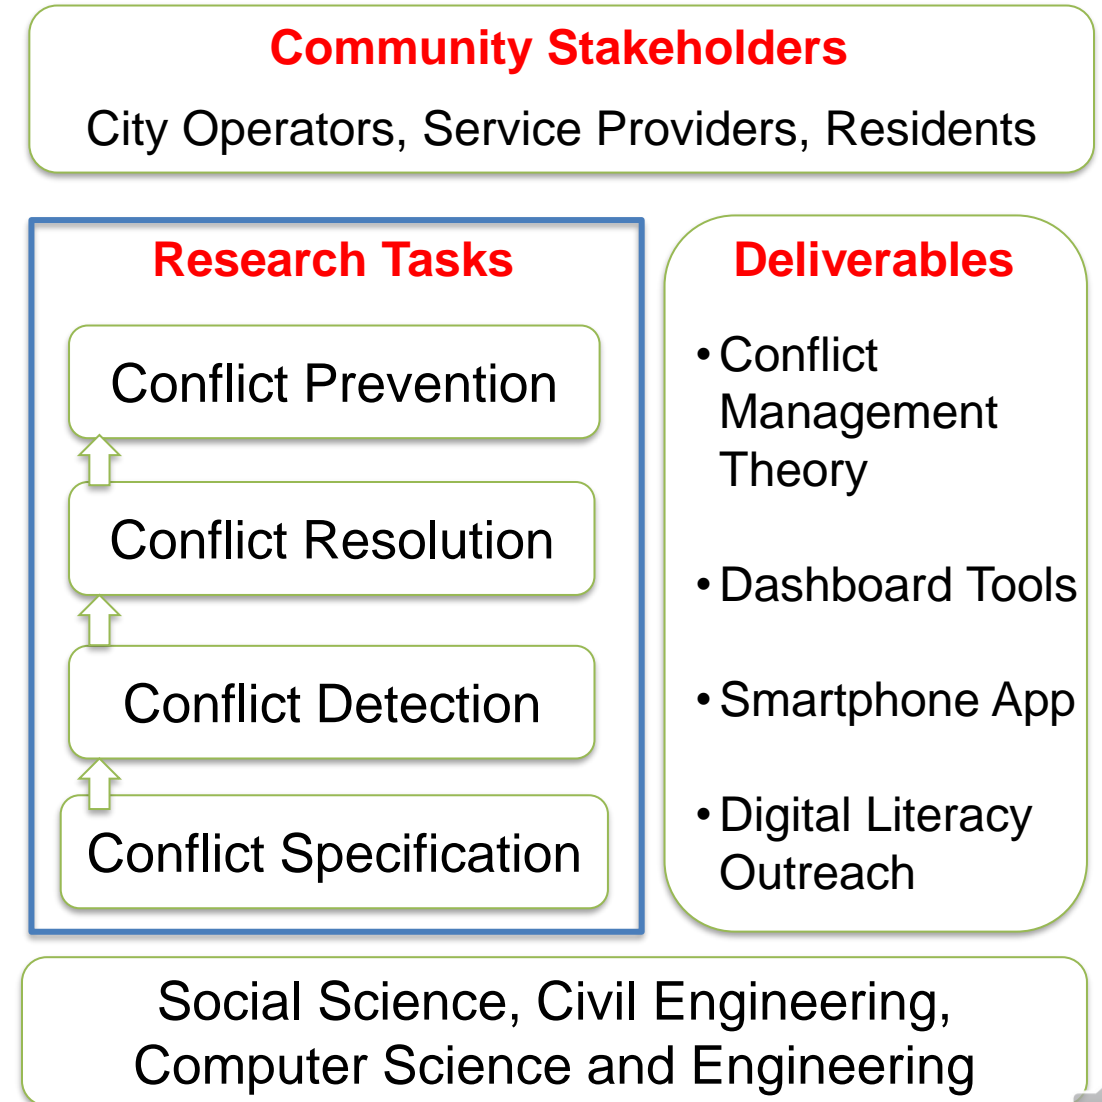 Community Stakeholders
City Operators, Service Providers, Residents
Research Tasks
Conflict Prevention
Conflict Resolution
Conflict Detection
Conflict Specification
Deliverables
• Conflict
Management
Theory
• Dashboard Tools
• Smartphone App
• Digital Literacy
Outreach
Social Science, Civil Engineering,
Computer Science and Engineering